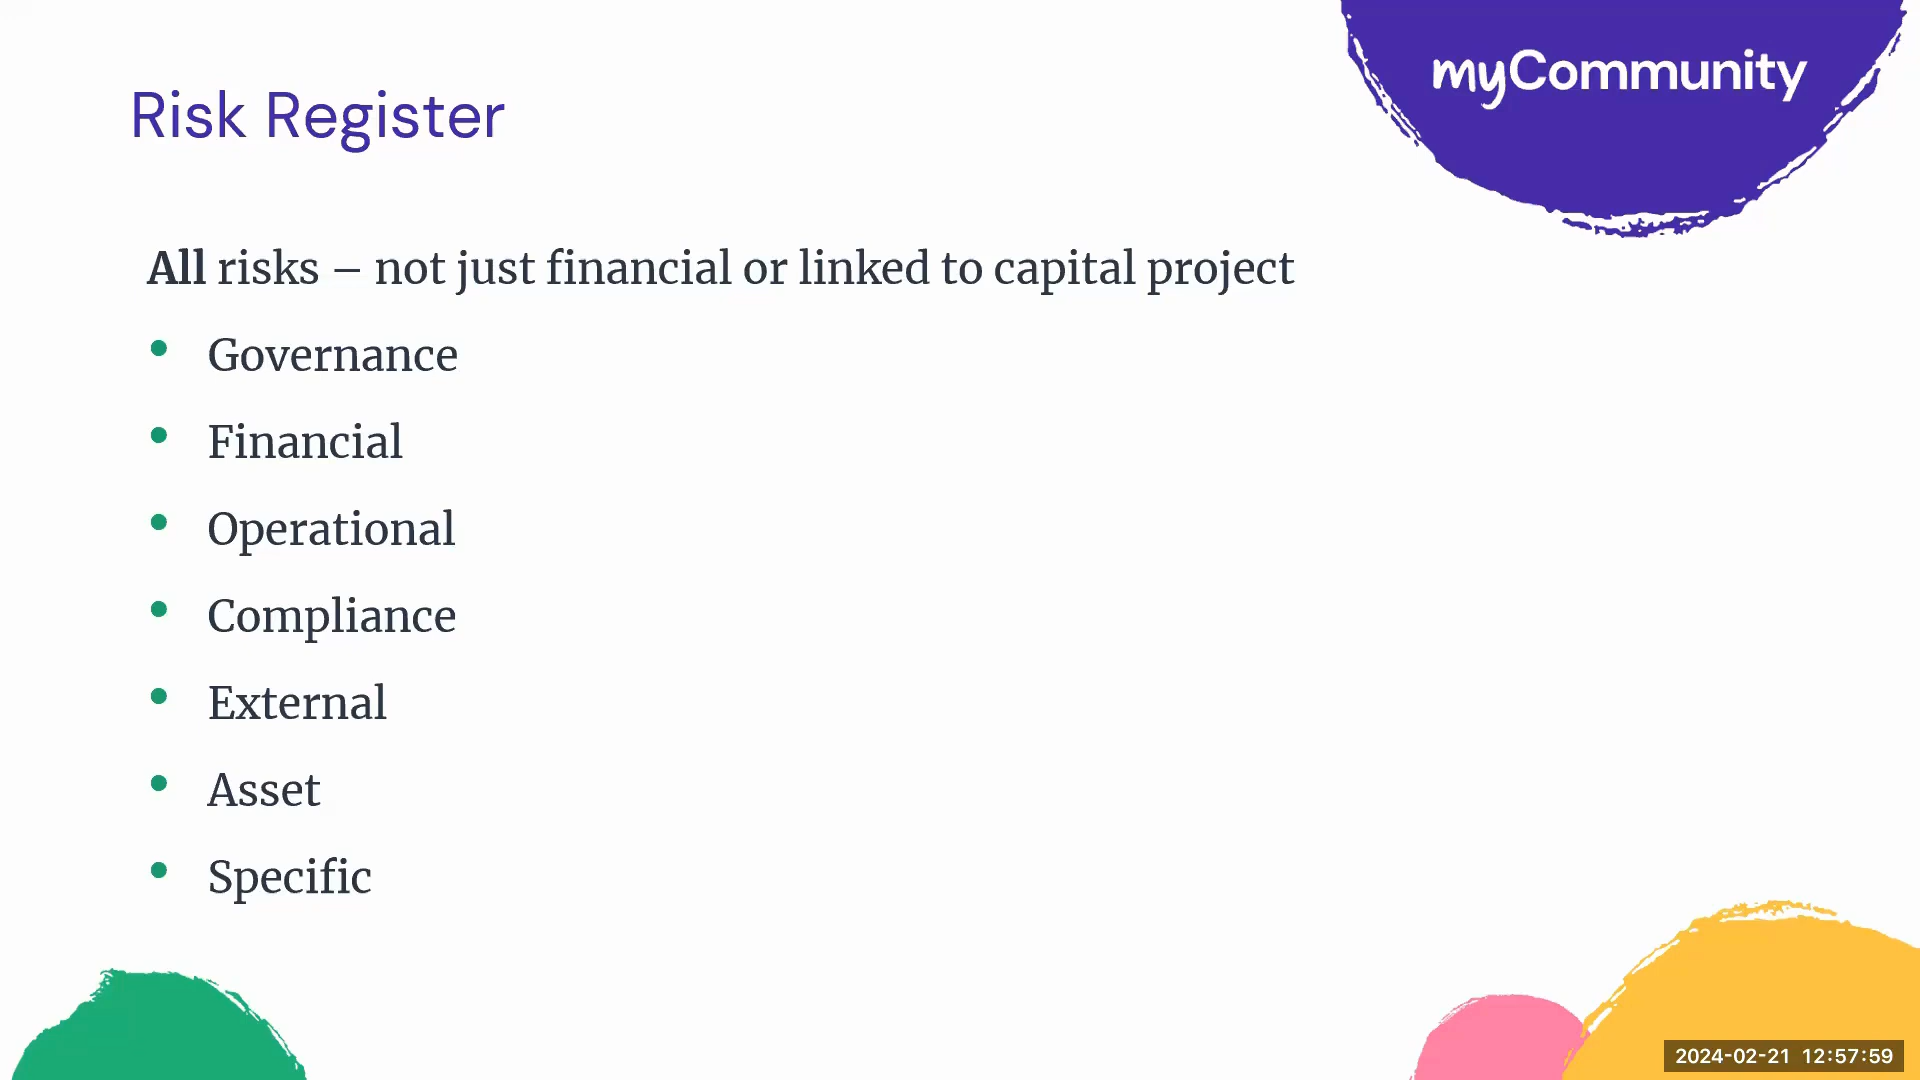 myCommunity
Risk Register
All risks – not just financial or linked to capital project
• Governance
• Financial
• Operational
• Compliance
• External
• Asset
• Specific
2024-02-21 12:57:59